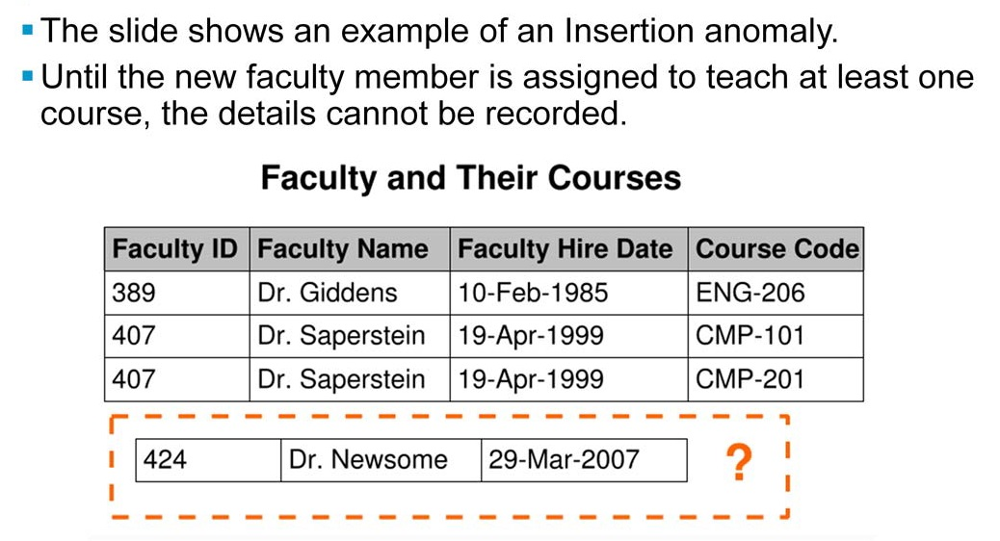 ▪ The slide shows an example of an Insertion anomaly.
▪ Until the new faculty member is assigned to teach at least one
course, the details cannot be recorded.
Faculty and Their Courses
Faculty ID Faculty Name Faculty Hire Date Course Code
389 Dr. Giddens 10-Feb-1985 ENG-206
407 Dr. Saperstein 19-Apr-1999 CMP-101
407 Dr. Saperstein 19-Apr-1999 CMP-201
424 Dr. Newsome 29-Mar-2007 ?